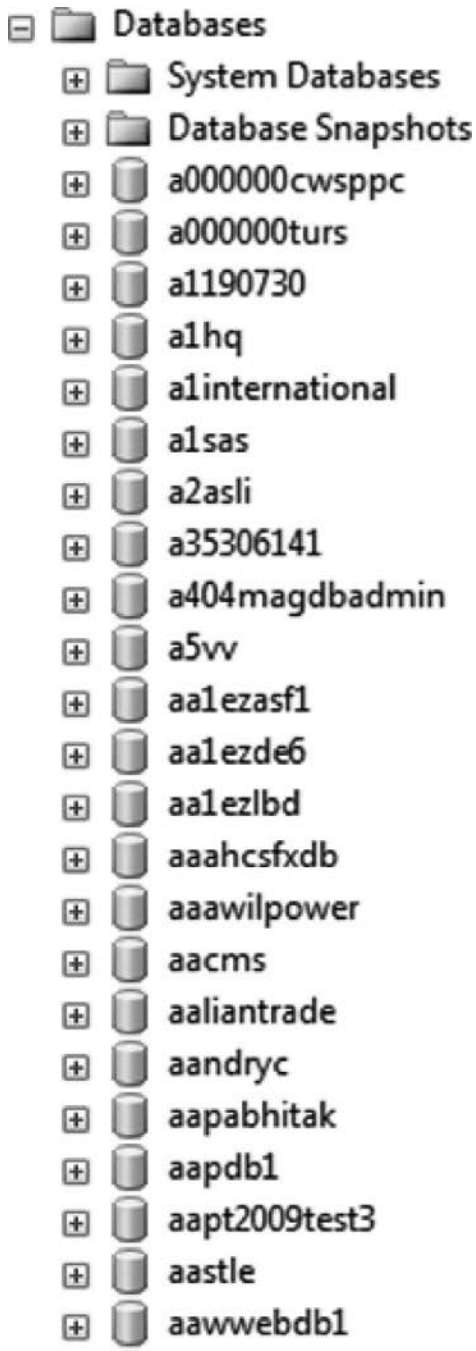 Databases
System Databases
Database Snapshots
a000000cwsppc
a000000turs
a1190730
a1hq
a1international
a1sas
a2asli
a35306141
a404magdbadmin
a5vv
aa1ezasf1
aa1ezde6
aa1ezlbd
aaahcsfxdb
aaawilpower
aacms
aaliantrade
aandryc
aapabhitak
aapdb1
aapt2009test3
aastle
aawwebdb1